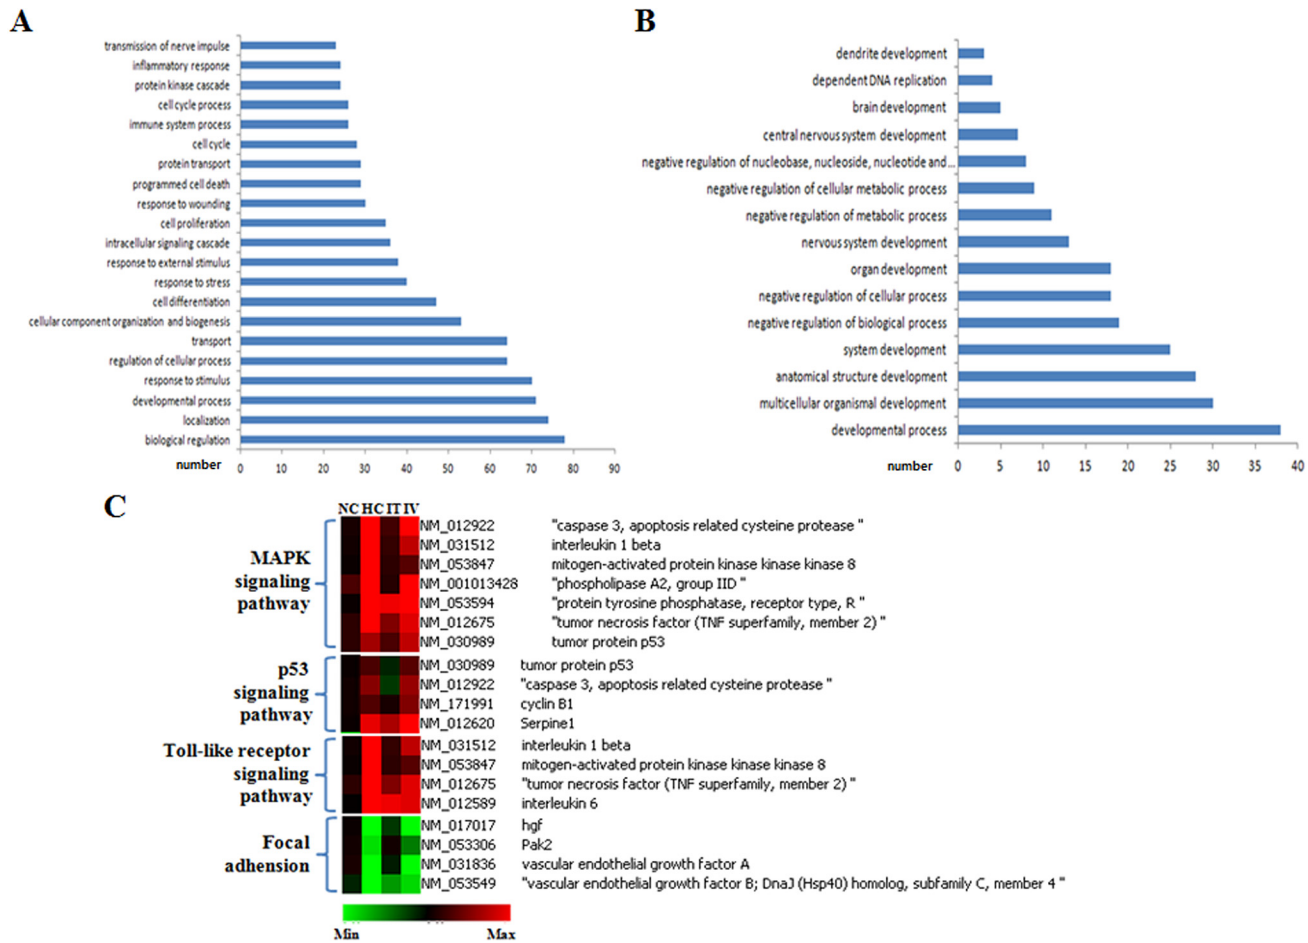 A
transmission of nerve impulse
inflammatory response
protein kinase cascade
cell cycle process
immune system process
cell cycle
protein transport
programmed cell death
response to wounding
cell proliferation
intracellular signaling cascade
response to external stimulus
response to stress
cell differentiation
cellular component organization and biogenesis
transport
regulation of cellular process
response to stimulus
developmental process
localization
biological regulation
number
0 10 20 30 40 50 60 70 80 90
B
dendrite development
dependent DNA replication
brain development
central nervous system development
negative regulation of nucleobase, nucleoside, nucleotide and...
negative regulation of cellular metabolic process
negative regulation of metabolic process
nervous system development
organ development
negative regulation of cellular process
negative regulation of biological process
system development
anatomical structure development
multicellular organismal development
developmental process
number
0 5 10 15 20 25 30 35 40
C
NC HC IT IV
MAPK
signaling
pathway
NM_012922 "caspase 3, apoptosis related cysteine protease "
NM_031512 interleukin 1 beta
NM_053847 mitogen-activated protein kinase kinase kinase 8
NM_001013428 "phospholipase A2, group IID "
NM_053594 "protein tyrosine phosphatase, receptor type, R "
NM_012675 "tumor necrosis factor (TNF superfamily, member 2) "
NM_030989 tumor protein p53
p53
signaling
pathway
NM_030989 tumor protein p53
NM_012922 "caspase 3, apoptosis related cysteine protease "
NM_171991 cyclin B1
NM_012620 Serpine1
Toll-like receptor
signaling
pathway
NM_031512 interleukin 1 beta
NM_053847 mitogen-activated protein kinase kinase kinase 8
NM_012675 "tumor necrosis factor (TNF superfamily, member 2) "
NM_012589 interleukin 6
Focal
adhension
NM_017017 hgf
NM_053306 Pak2
NM_031836 vascular endothelial growth factor A
NM_053549 "vascular endothelial growth factor B; DnaJ (Hsp40) homolog, subfamily C, member 4 "
Min Max